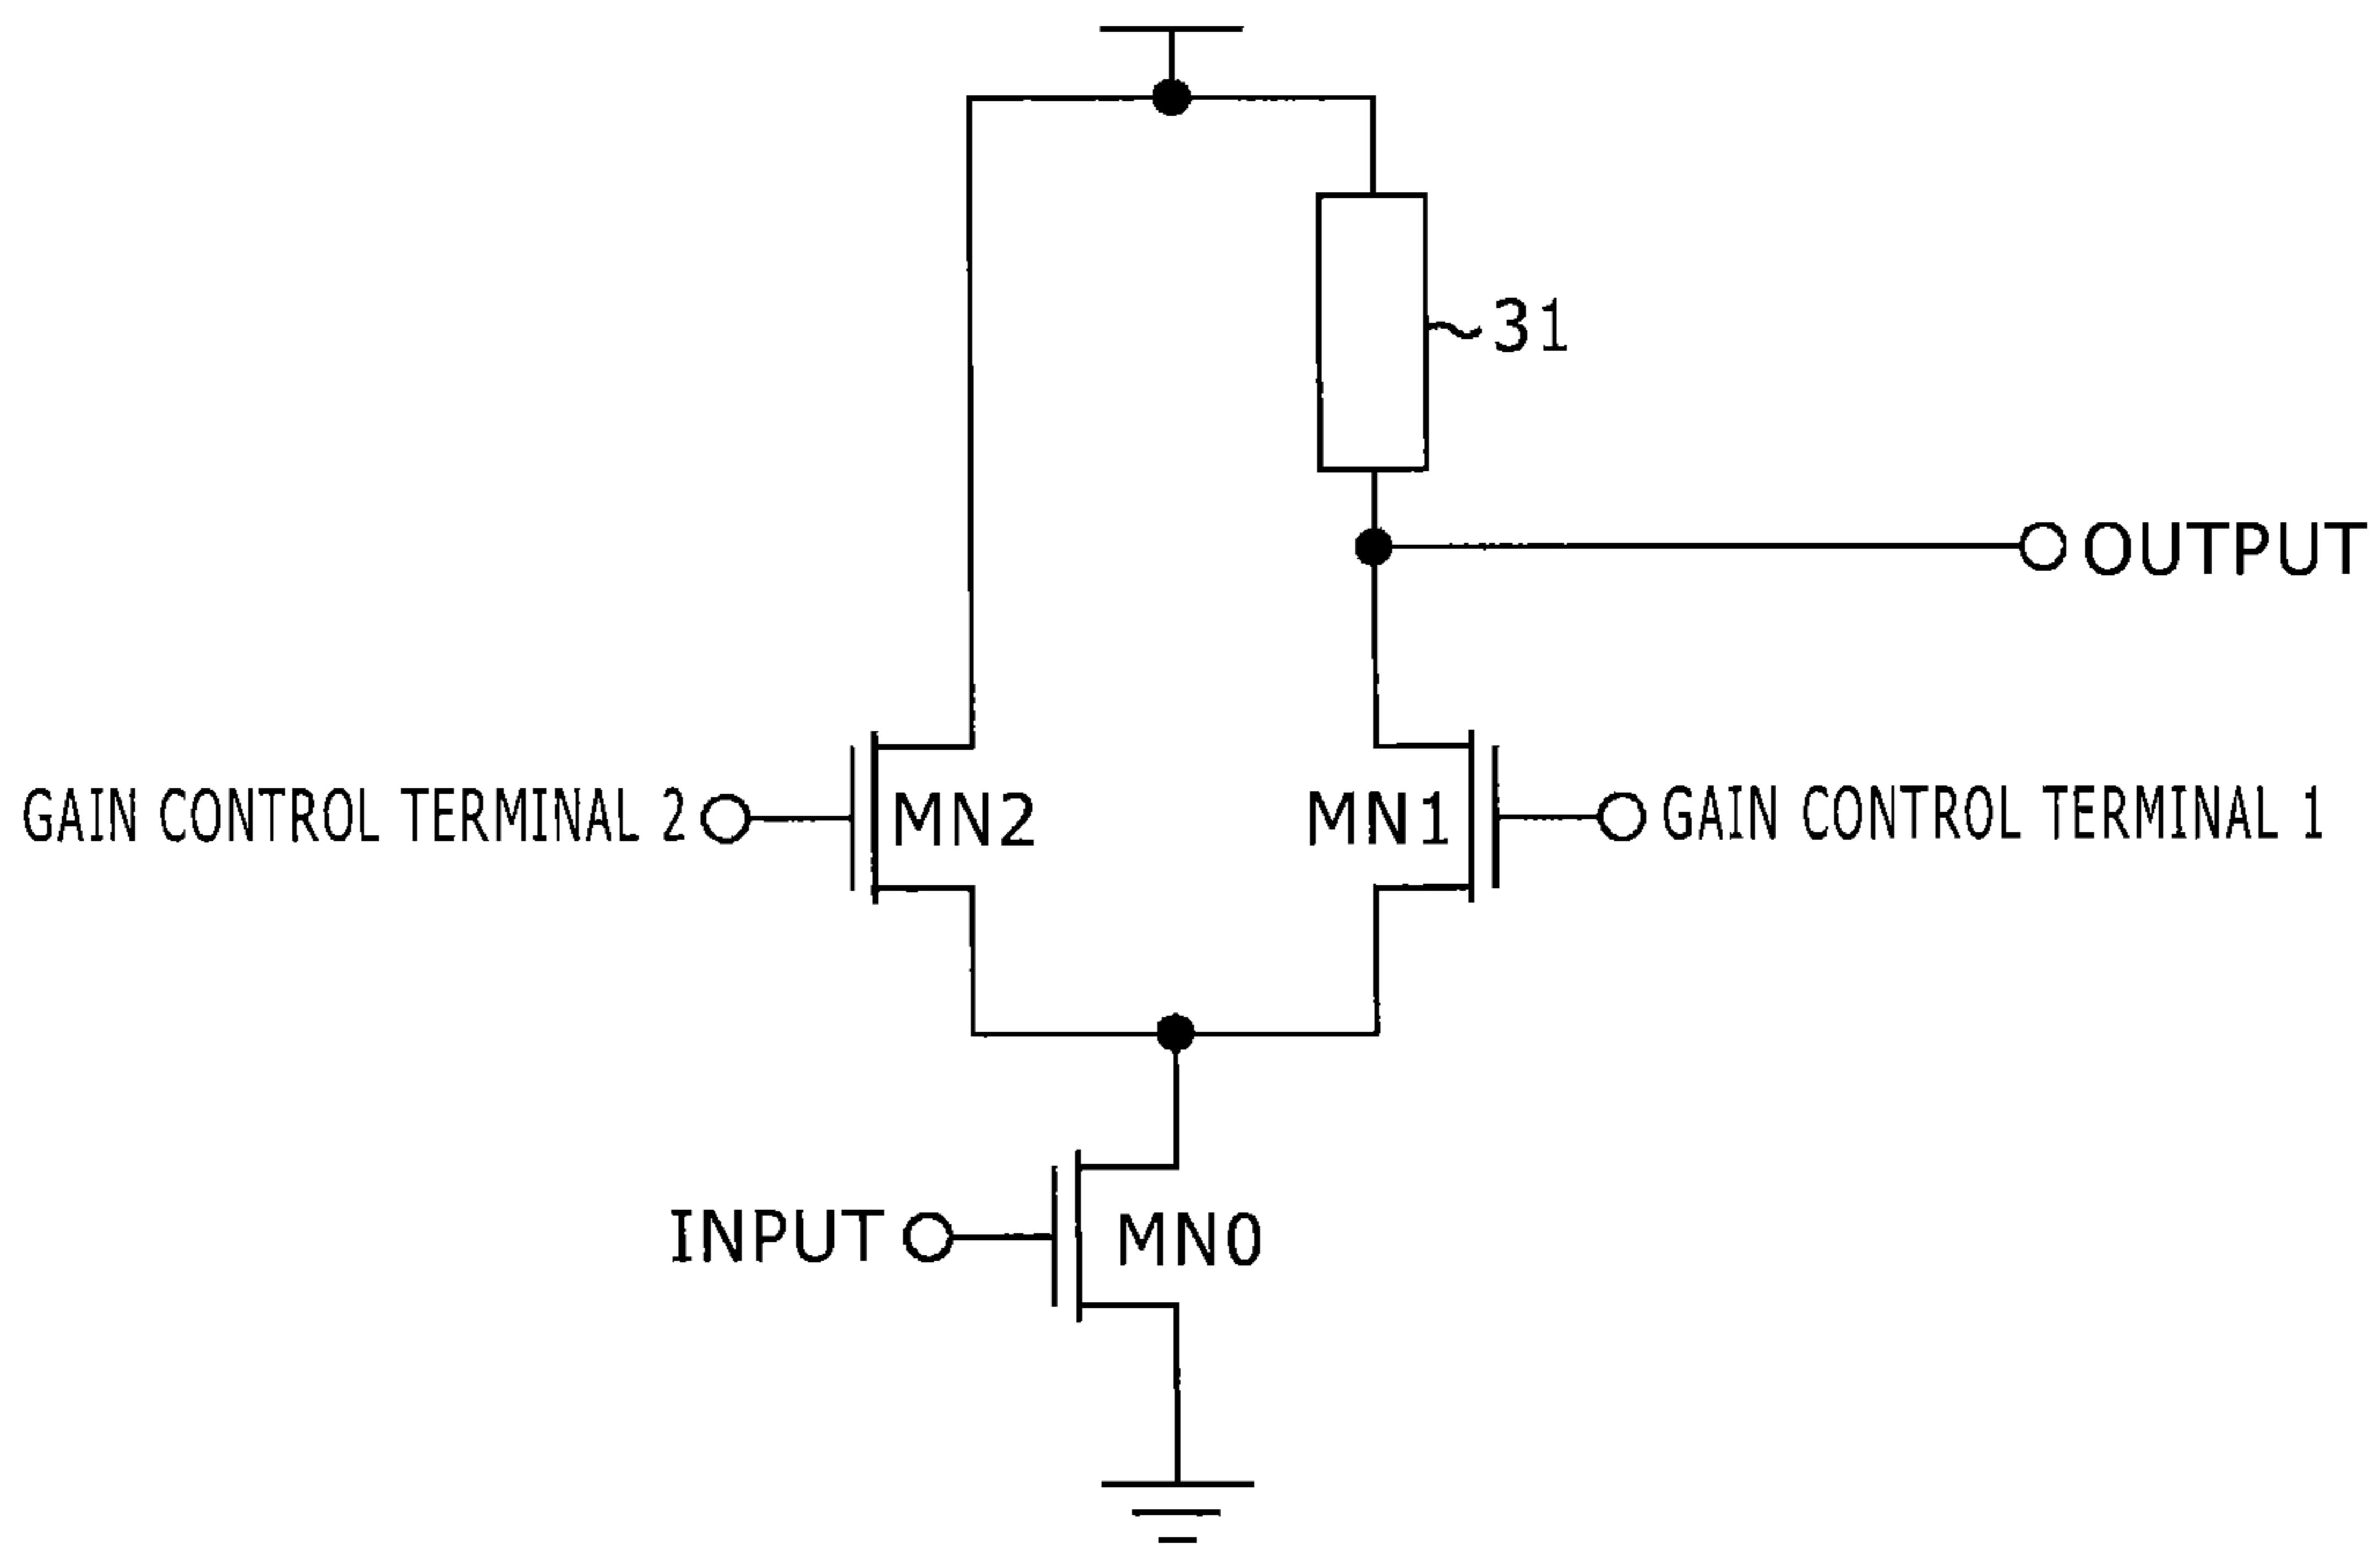 31
OUTPUT
GAIN CONTROL TERMINAL 2
MN2
MN1
GAIN CONTROL TERMINAL 1
INPUT
MN0